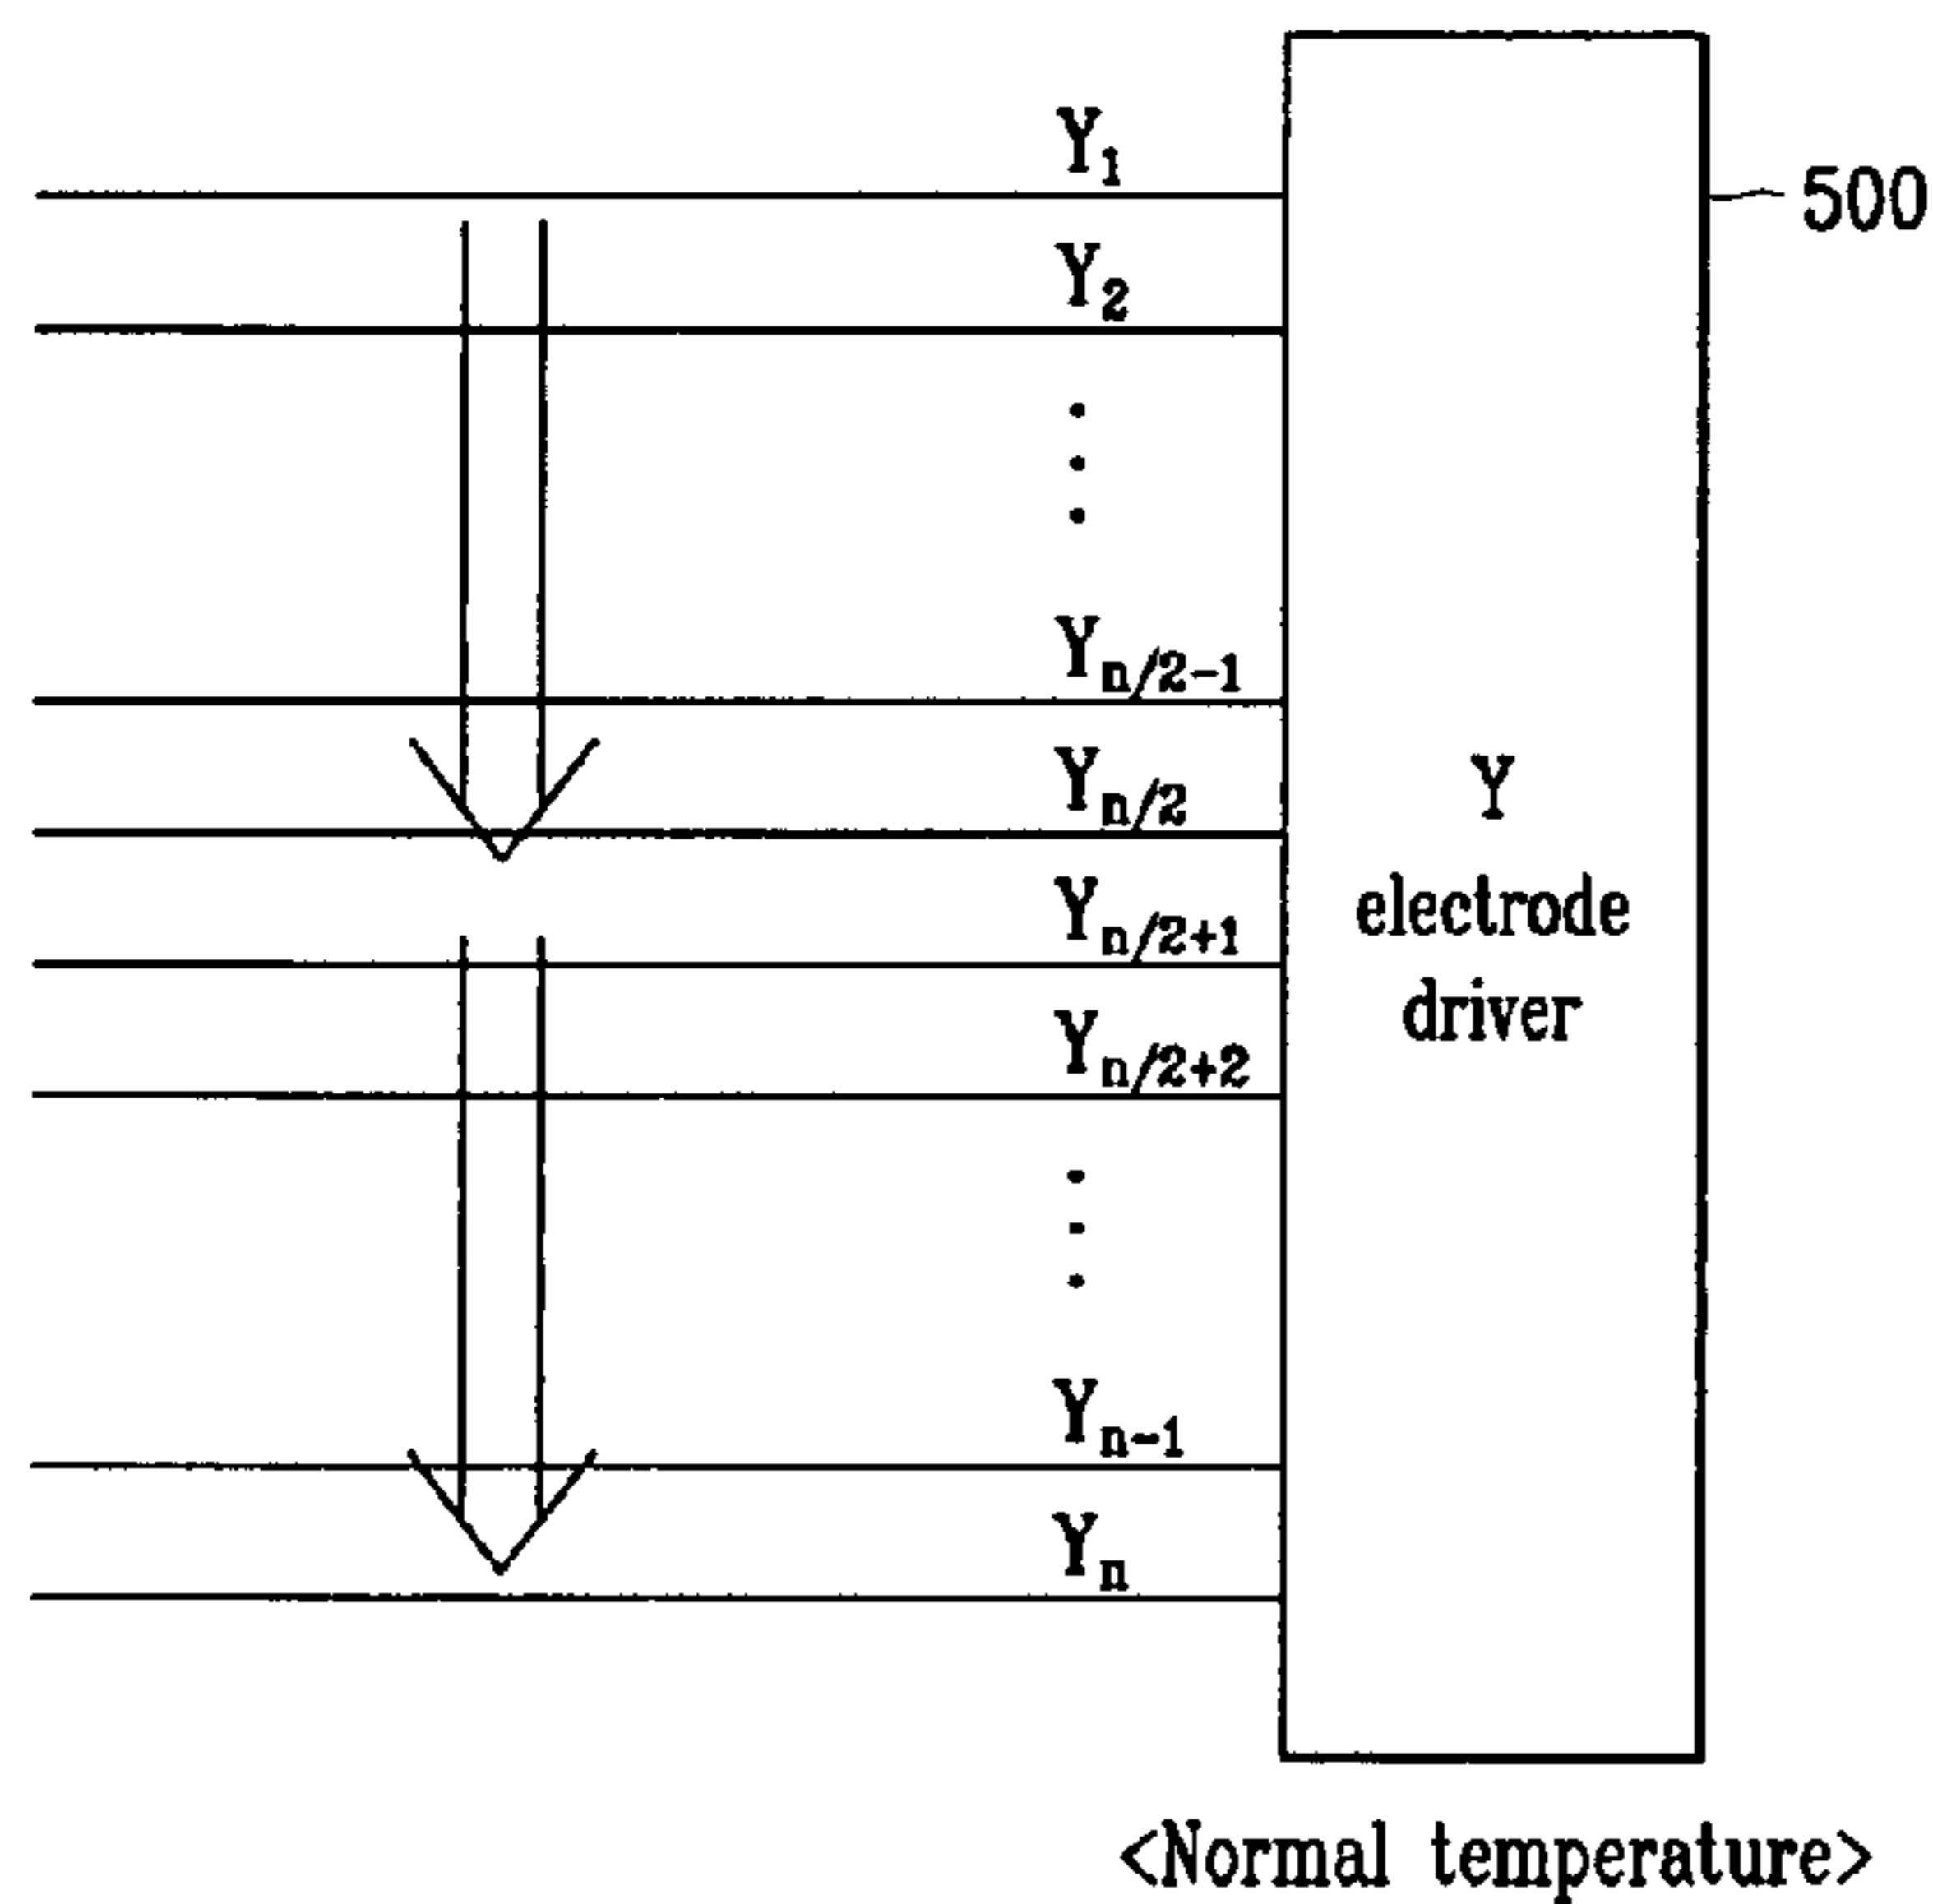 Y1
500
Y2
Yn/2-1
Yn/2
Yn/2+1
Yn/2+2
Yn-1
Yn
Y
electrode
driver
<Normal temperature>